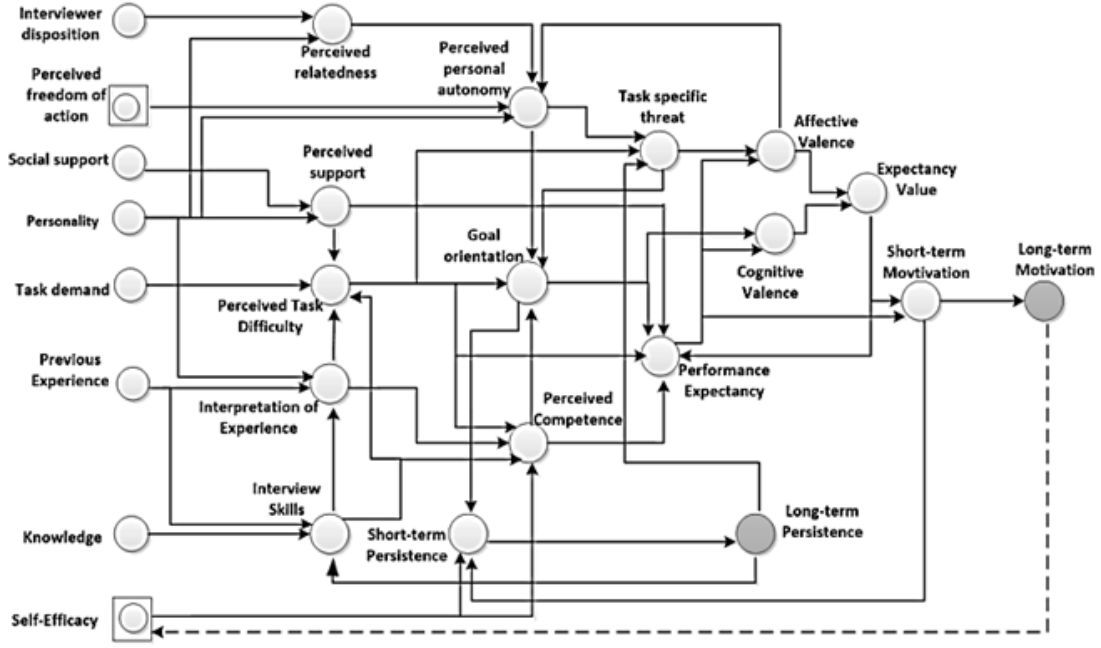 Interviewer
disposition
Perceived
relatedness
Perceived
personal
autonomy
Perceived
freedom of
action
Task specific
threat
Affective
Valence
Social support
Perceived
support
Expectancy
Value
Personality
Goal
orientation
Cognitive
Valence
Short-term
Movtivation
Long-term
Motivation
Task demand
Perceived Task
Difficulty
Previous
Experience
Interpretation of
Experience
Performance
Expectancy
Perceived
Competence
Interview
Skills
Knowledge
Short-term
Persistence
Long-term
Persistence
Self-Efficacy